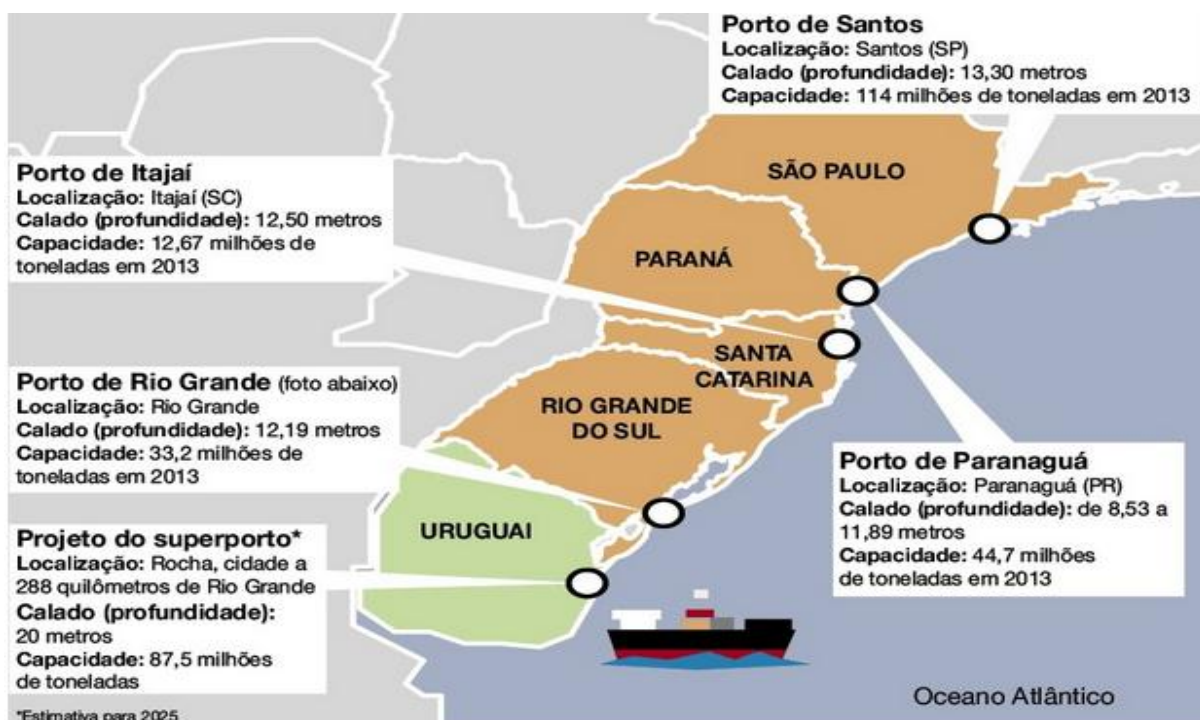 Porto de Santos
Localização: Santos (SP)
Calado (profundidade): 13,30 metros
Capacidade: 114 milhões de toneladas em 2013
Porto de Itajaí
Localização: Itajaí (SC)
Calado (profundidade): 12,50 metros
Capacidade: 12,67 milhões de
toneladas em 2013
SÃO PAULO
PARANÁ
SANTA
CATARINA
RIO GRANDE
DO SUL
Porto de Rio Grande (foto abaixo)
Localização: Rio Grande
Calado (profundidade): 12,19 metros
Capacidade: 33,2 milhões de
toneladas em 2013
Porto de Paranaguá
Localização: Paranaguá (PR)
Calado (profundidade): de 8,53 a
11,89 metros
Capacidade: 44,7 milhões
de toneladas em 2013
URUGUAI
Projeto do superporto*
Localização: Rocha, cidade a
288 quilômetros de Rio Grande
Calado (profundidade):
20 metros
Capacidade: 87,5 milhões
de toneladas
*Estimativa para 2025
Oceano Atlântico